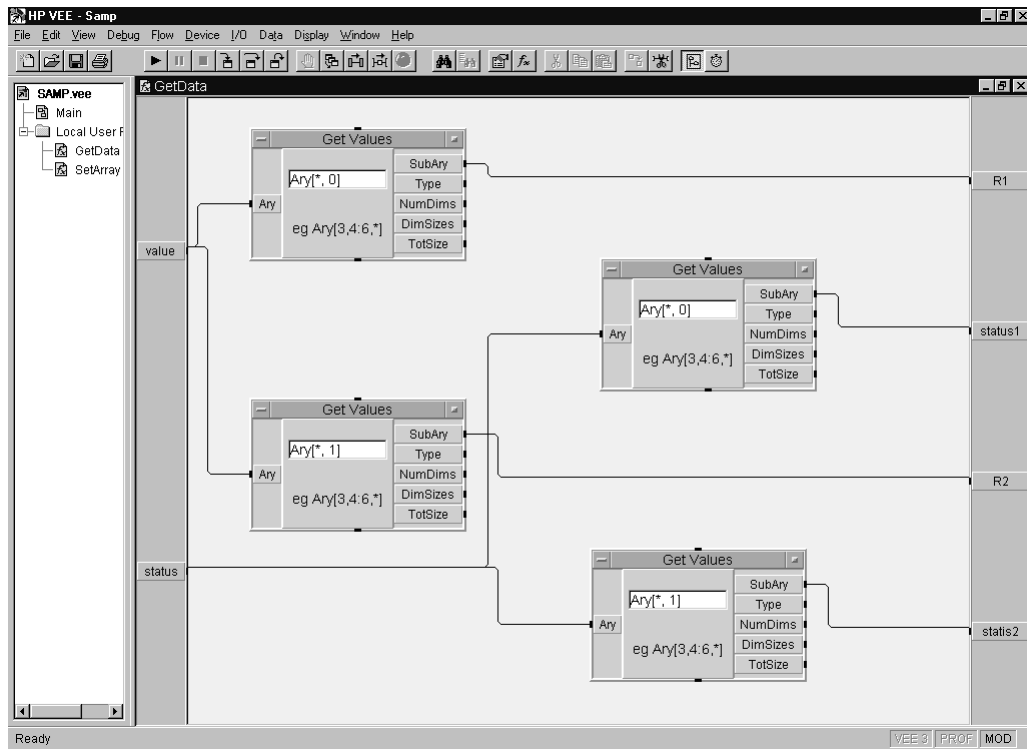 HP VEE - Samp
File Edit View Debug Flow Device I/O Data Display Window Help
SAMP.vee
Main
Local User F
GetData
SetArray
GetData
value
status
Get Values
Ary
Ary[*, 0]
eg Ary[3,4:6,*]
SubAry
Type
NumDims
DimSizes
TotSize
Get Values
Ary
Ary[*, 0]
eg Ary[3,4:6,*]
SubAry
Type
NumDims
DimSizes
TotSize
Get Values
Ary
Ary[*, 1]
eg Ary[3,4:6,*]
SubAry
Type
NumDims
DimSizes
TotSize
Get Values
Ary
Ary[*, 1]
eg Ary[3,4:6,*]
SubAry
Type
NumDims
DimSizes
TotSize
R1
status1
R2
statis2
Ready
VEE 3 PROF MOD